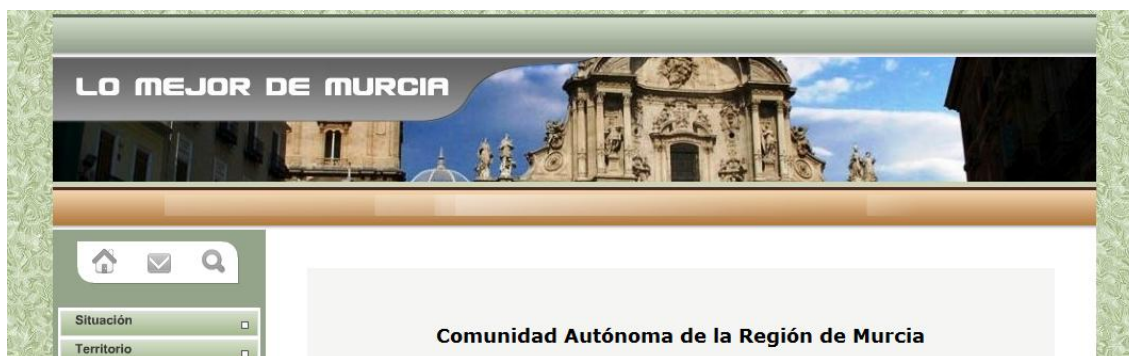 LO MEJOR DE MURCIA
Situación
Territorio
Comunidad Autónoma de la Región de Murcia